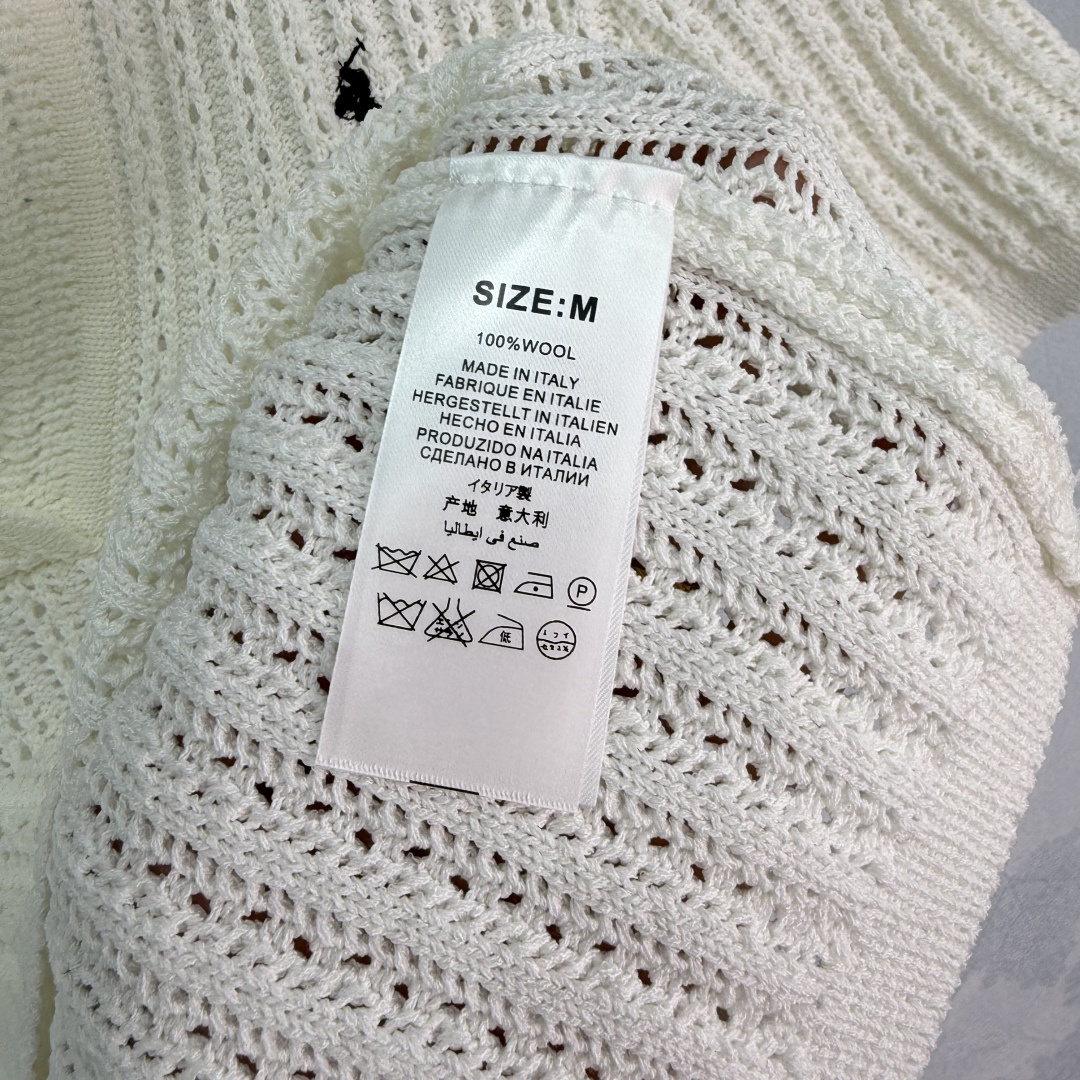 SIZE:M
100%WOOL
MADE IN ITALY
FABRIQUE EN ITALIE
HERGESTELLT IN ITALIEN
HECHO EN ITALIA
PRODUZIDO NA ITALIA
СДЕЛАНО В ИТАЛИИ
イタリア製
产地 意大利
صنع في ايطاليا
P
低